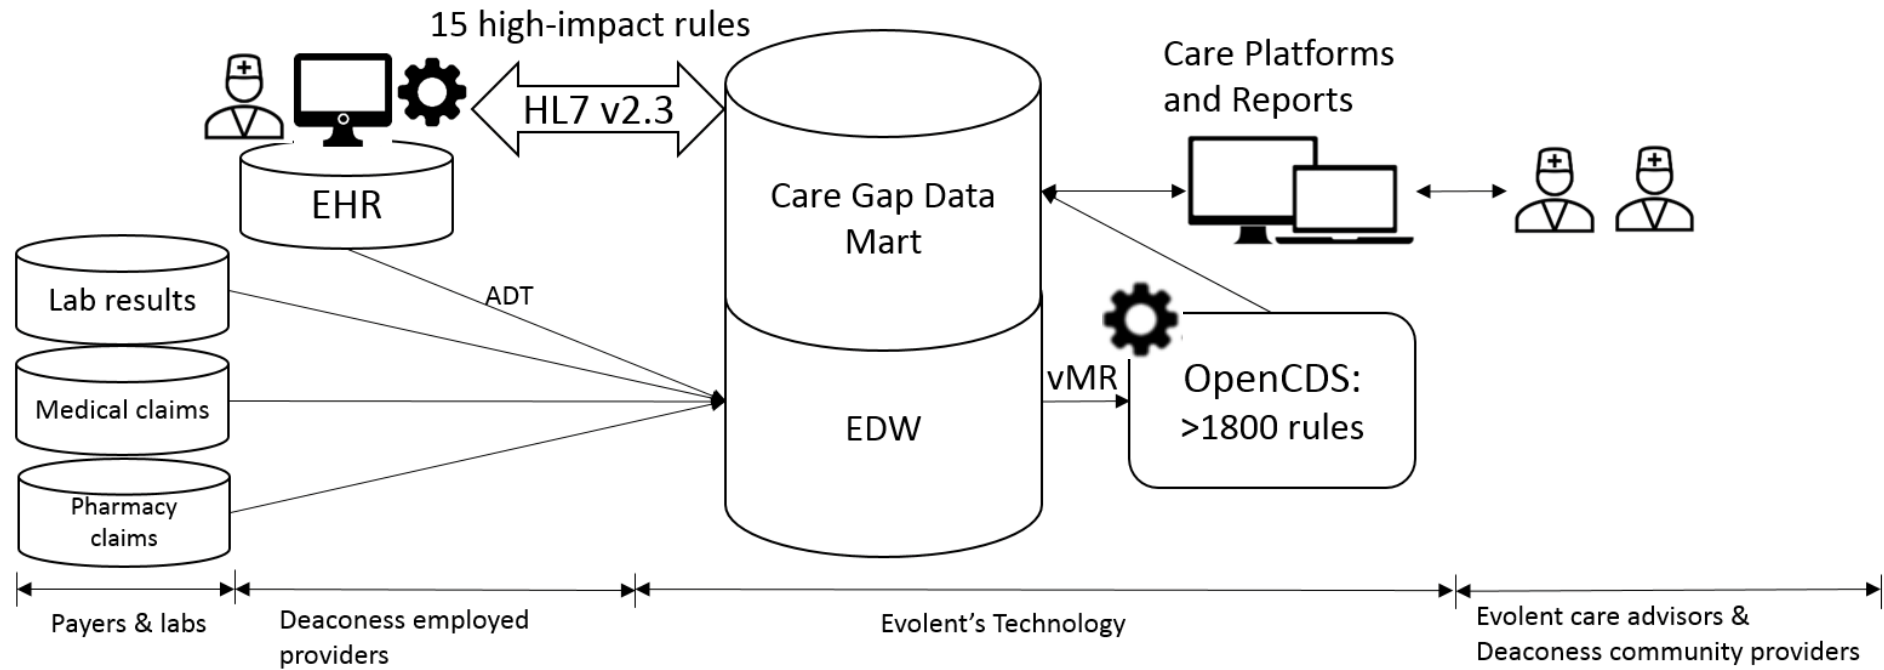 15 high-impact rules
HL7 v2.3
Care Platforms
and Reports
EHR
Care Gap Data
Mart
ADT
Lab results
Medical claims
Pharmacy
claims
EDW
vMR
OpenCDS:
>1800 rules
Payers & labs
Deaconess employed
providers
Evolent’s Technology
Evolent care advisors &
Deaconess community providers